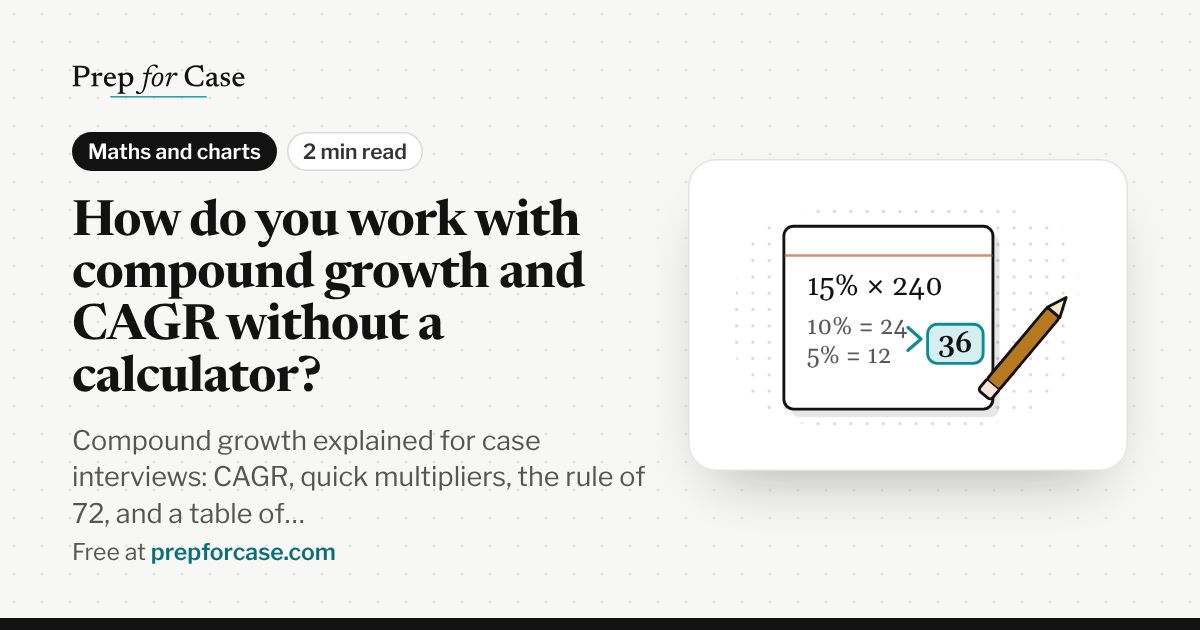 Prep for Case
Maths and charts
2 min read
How do you work with
compound growth and
CAGR without a
calculator?
Compound growth explained for case
interviews: CAGR, quick multipliers, the rule of
72, and a table of...
Free at prepforcase.com
15% × 240
10% = 24
5% = 12
36